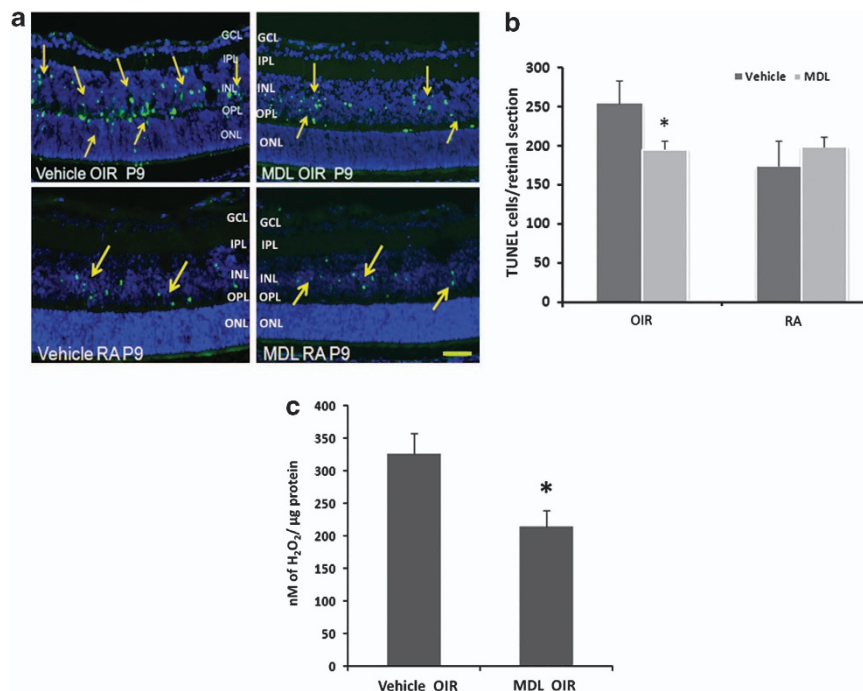 a
GCL
IPL
INL
OPL
ONL
Vehicle OIR P9
GCL
IPL
INL
OPL
ONL
MDL OIR P9
GCL
IPL
INL
OPL
ONL
Vehicle RA P9
GCL
IPL
INL
OPL
ONL
MDL RA P9
b
Vehicle MDL
TUNEL cells/retinal section
300
250
200
150
100
50
0
*
OIR RA
c
nM of H₂O₂/ µg protein
400
350
300
250
200
150
100
50
0
*
Vehicle OIR MDL OIR